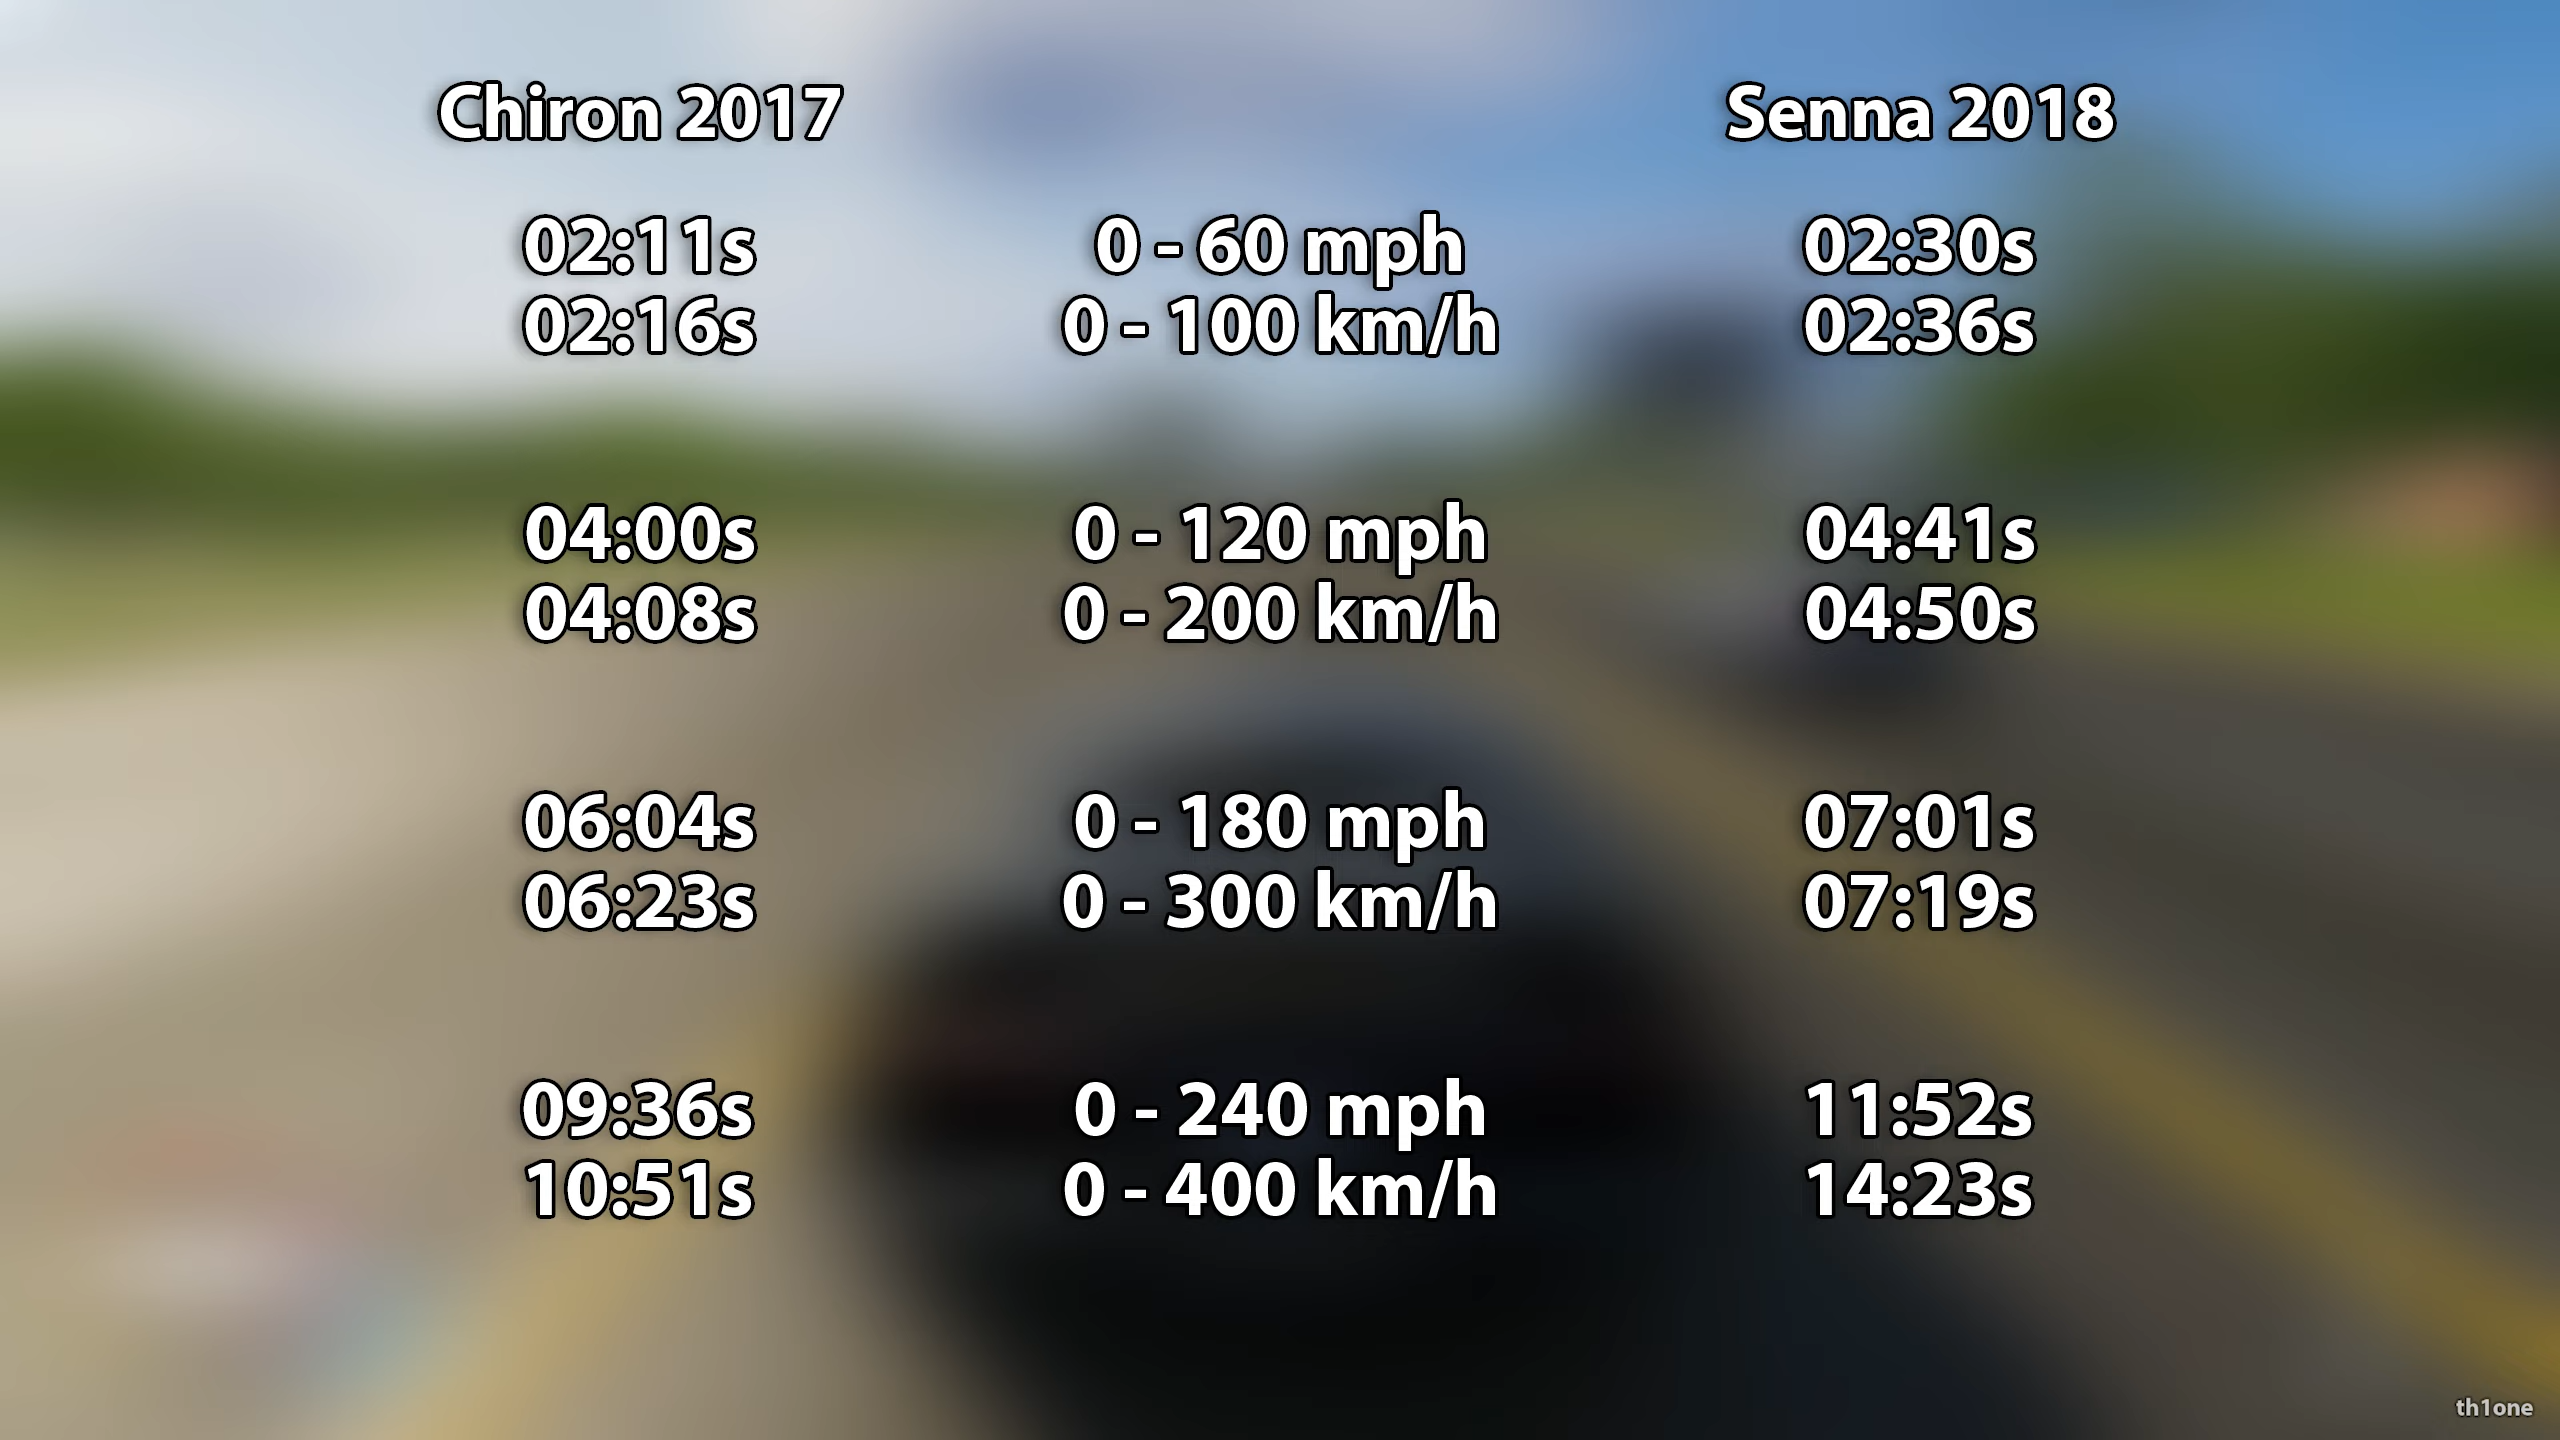 Chiron 2017 Senna 2018
02:11s 0 - 60 mph 02:30s
02:16s 0 - 100 km/h 02:36s
04:00s 0 - 120 mph 04:41s
04:08s 0 - 200 km/h 04:50s
06:04s 0 - 180 mph 07:01s
06:23s 0 - 300 km/h 07:19s
09:36s 0 - 240 mph 11:52s
10:51s 0 - 400 km/h 14:23s
th1one